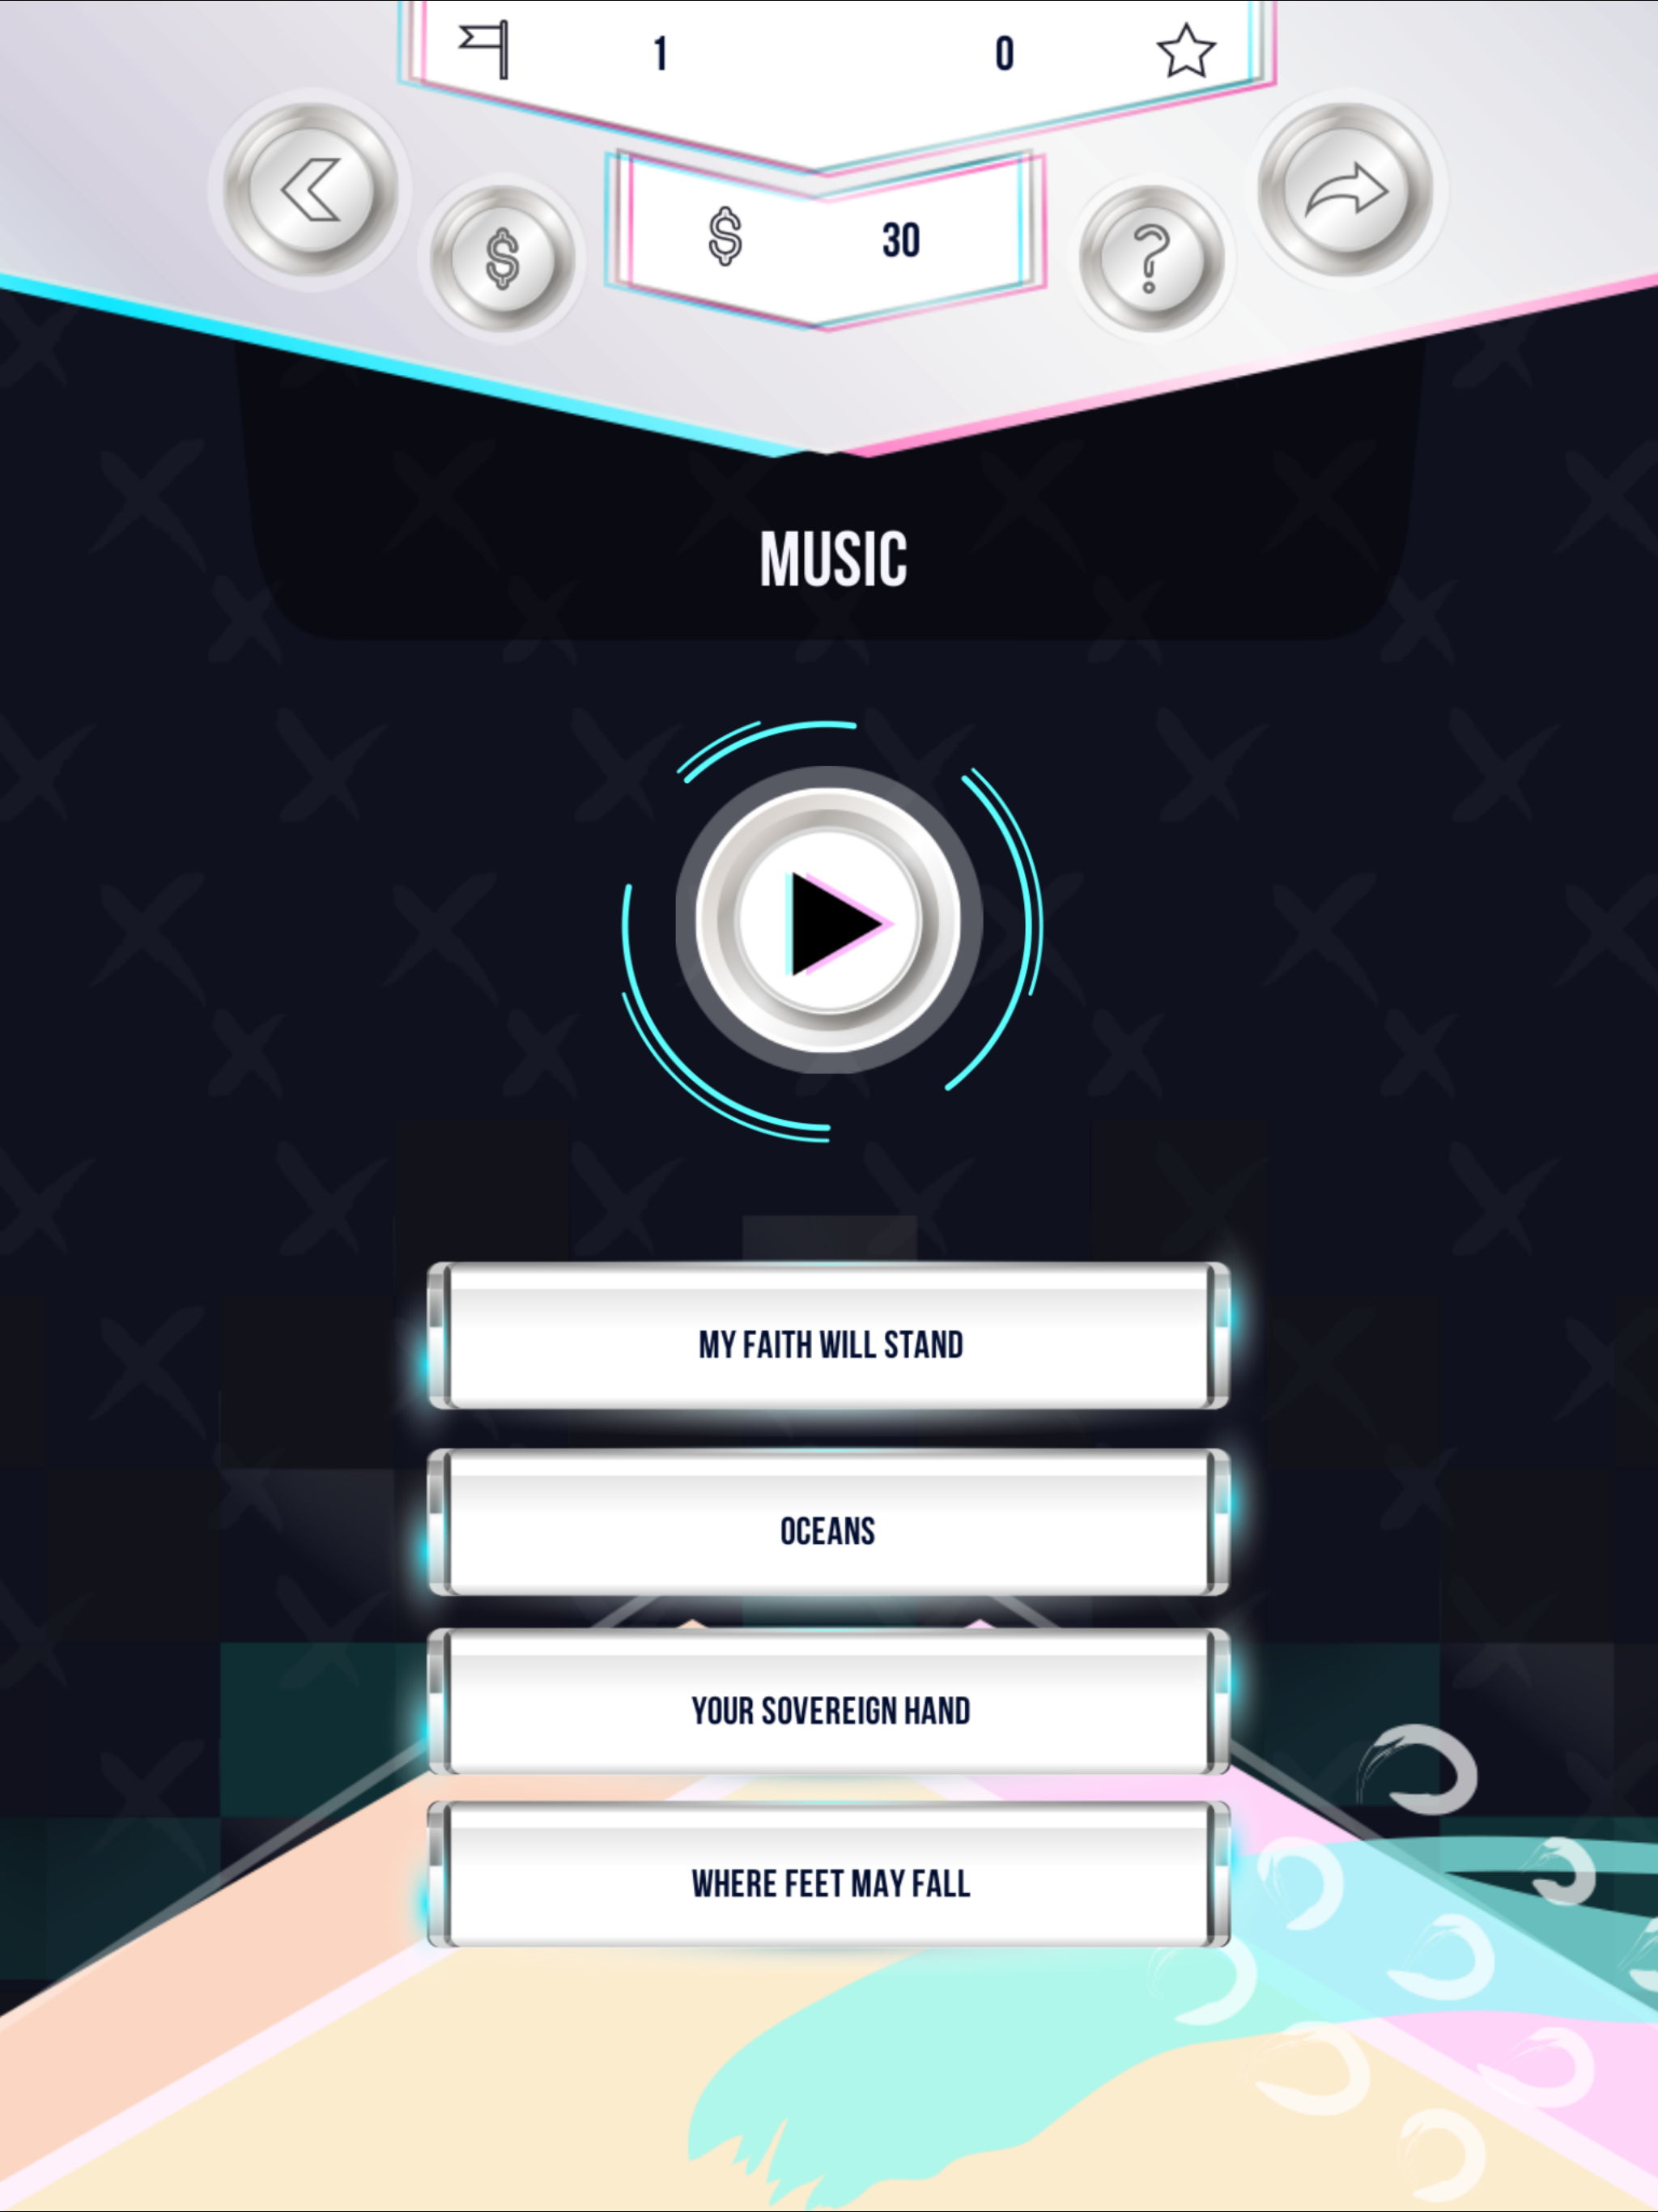 1 0
$ 30
$ ?
MUSIC
MY FAITH WILL STAND
OCEANS
YOUR SOVEREIGN HAND
WHERE FEET MAY FALL